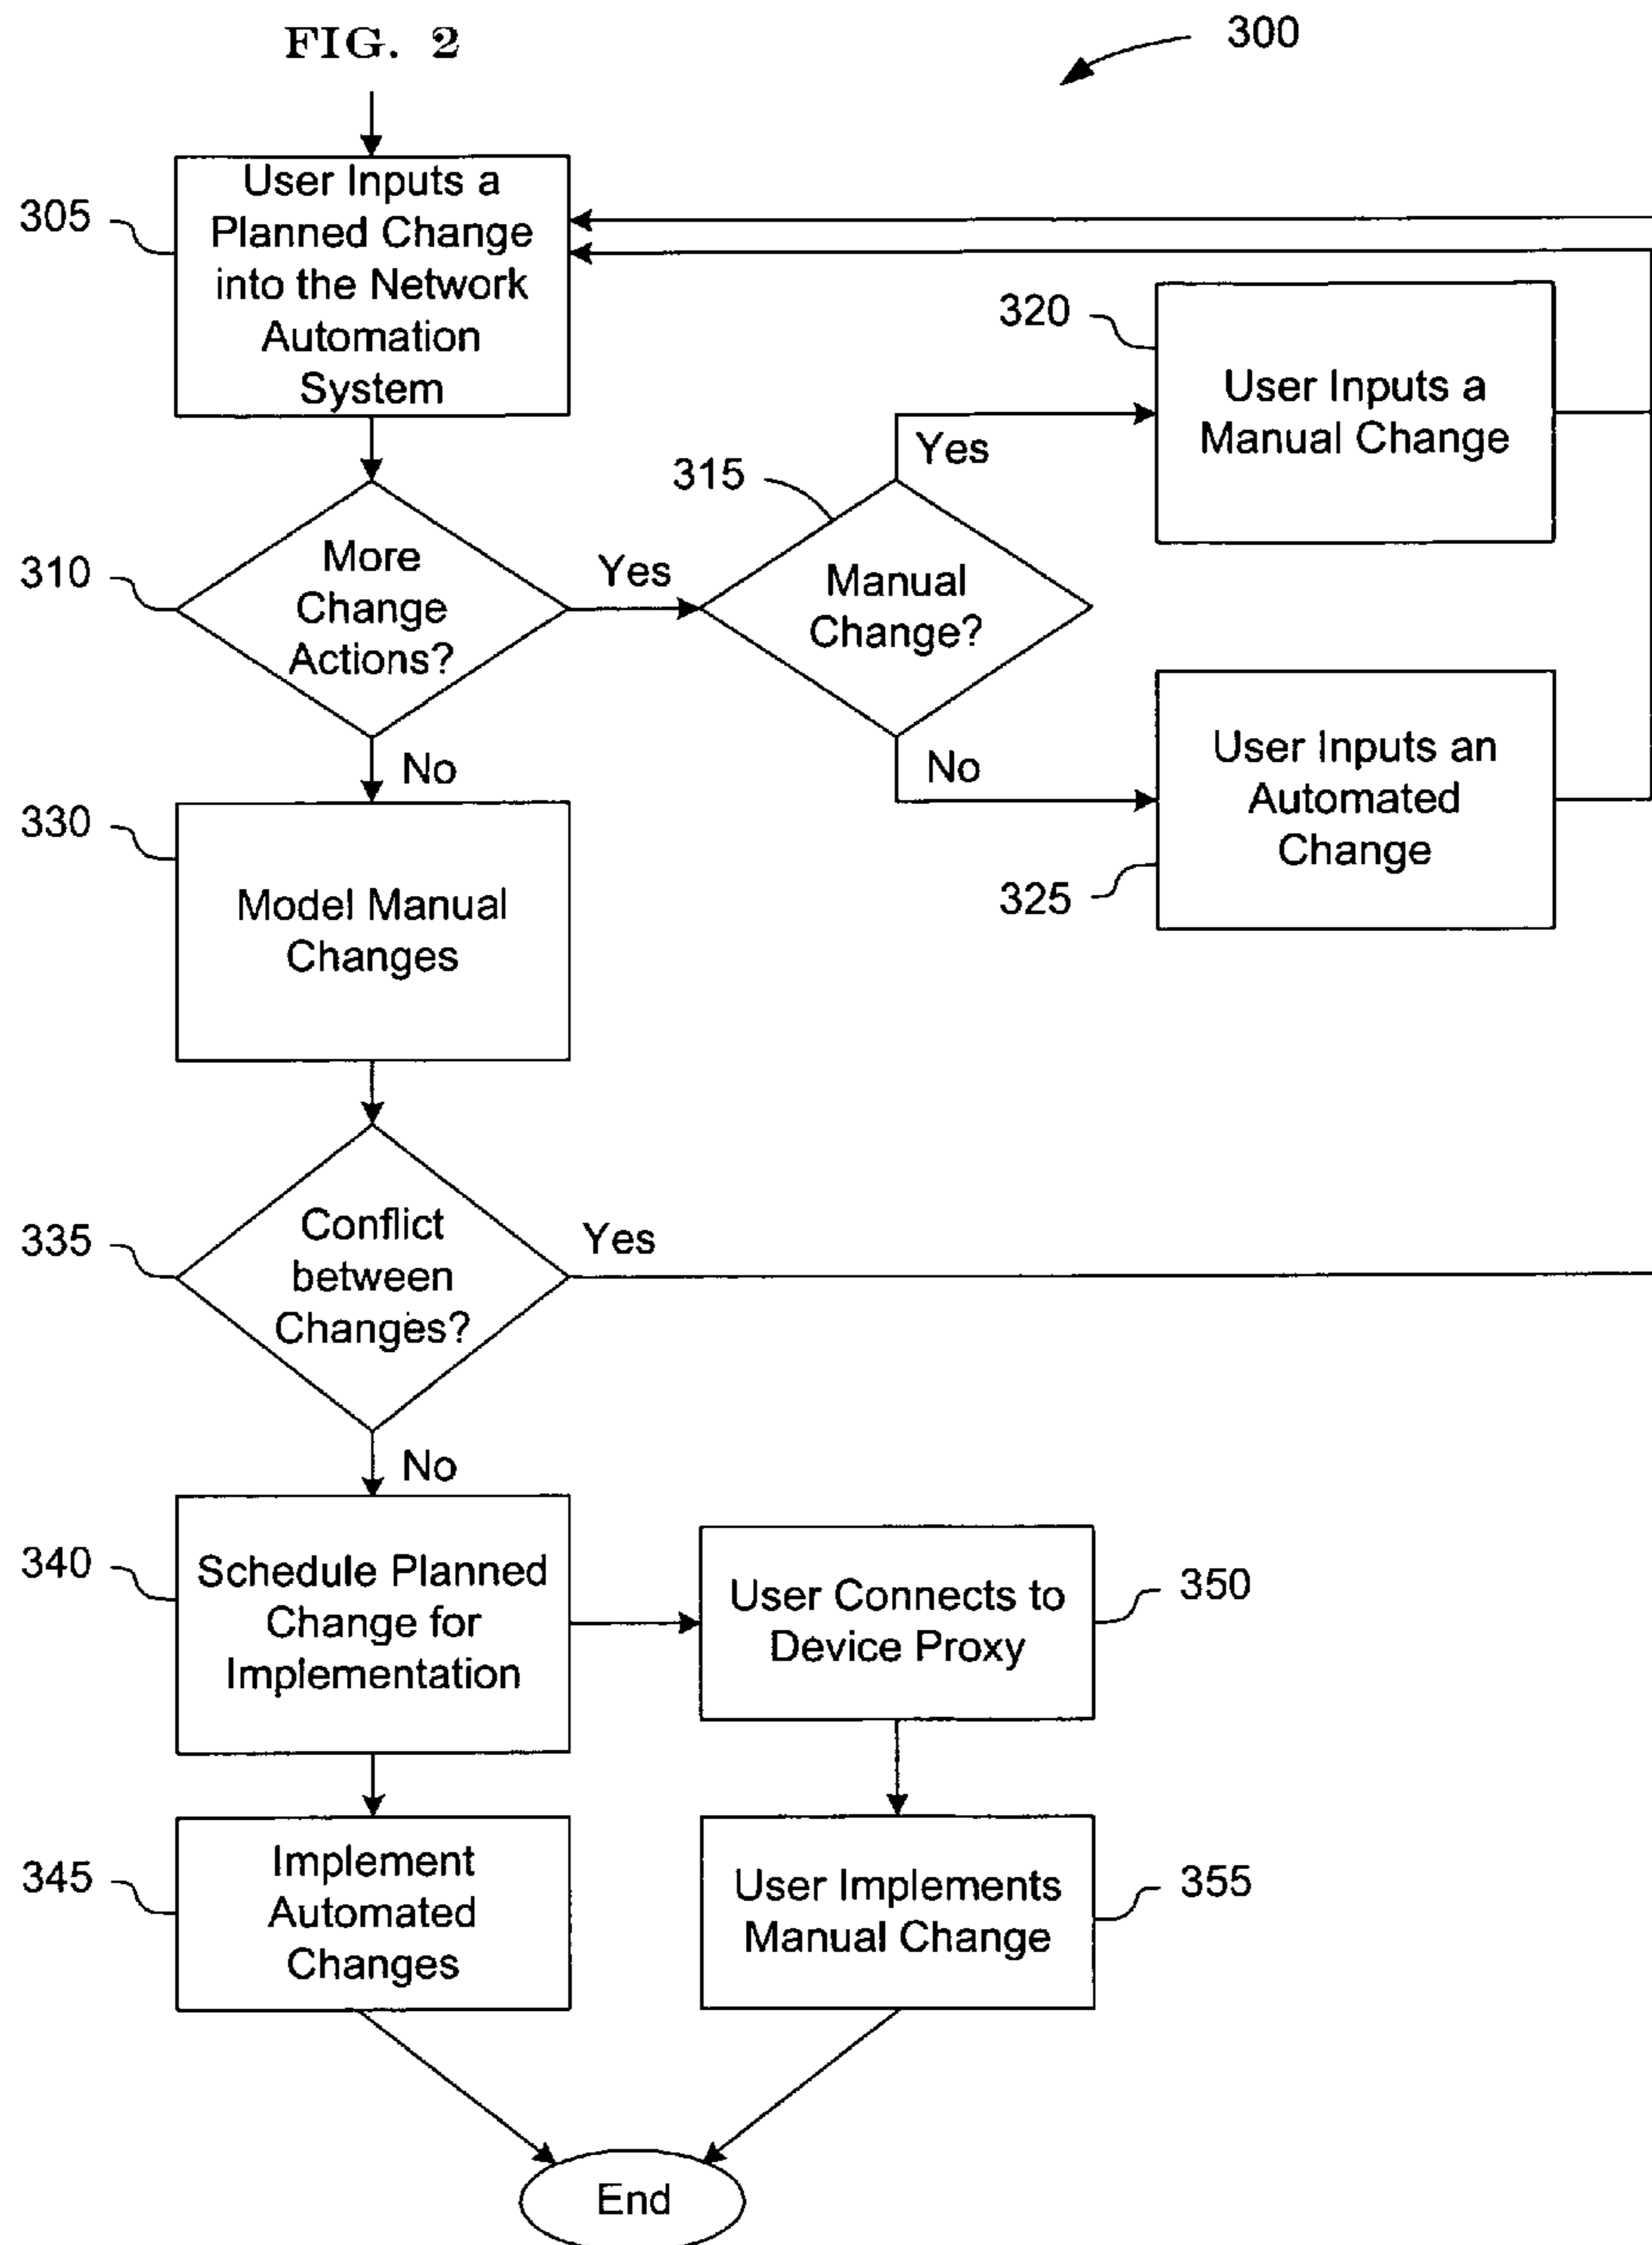 FIG. 2
300
305
User Inputs a
Planned Change
into the Network
Automation
System
320
User Inputs a
Manual Change
Yes
315
Manual
Change?
310
More
Change
Actions?
Yes
No
No
User Inputs an
Automated
Change
325
330
Model Manual
Changes
335
Conflict
between
Changes?
Yes
No
340
Schedule Planned
Change for
Implementation
User Connects to
Device Proxy
350
345
Implement
Automated
Changes
User Implements
Manual Change
355
End